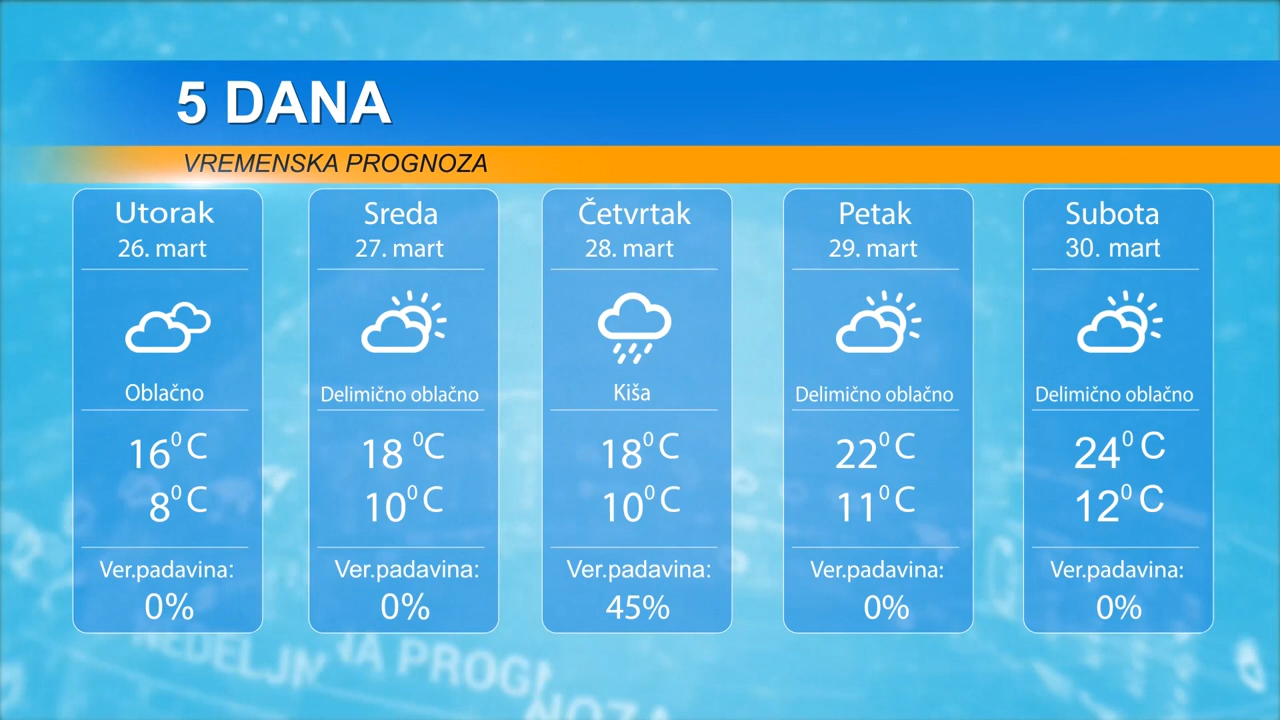 5 DANA
VREMENSKA PROGNOZA
Utorak
26. mart
Oblačno
16⁰C
8⁰C
Ver.padavina:
0%
Sreda
27. mart
Delimično oblačno
18 ⁰C
10⁰C
Ver.padavina:
0%
Četvrtak
28. mart
Kiša
18⁰C
10⁰C
Ver.padavina:
45%
Petak
29. mart
Delimično oblačno
22⁰C
11⁰C
Ver.padavina:
0%
Subota
30. mart
Delimično oblačno
24⁰ C
12⁰ C
Ver.padavina:
0%